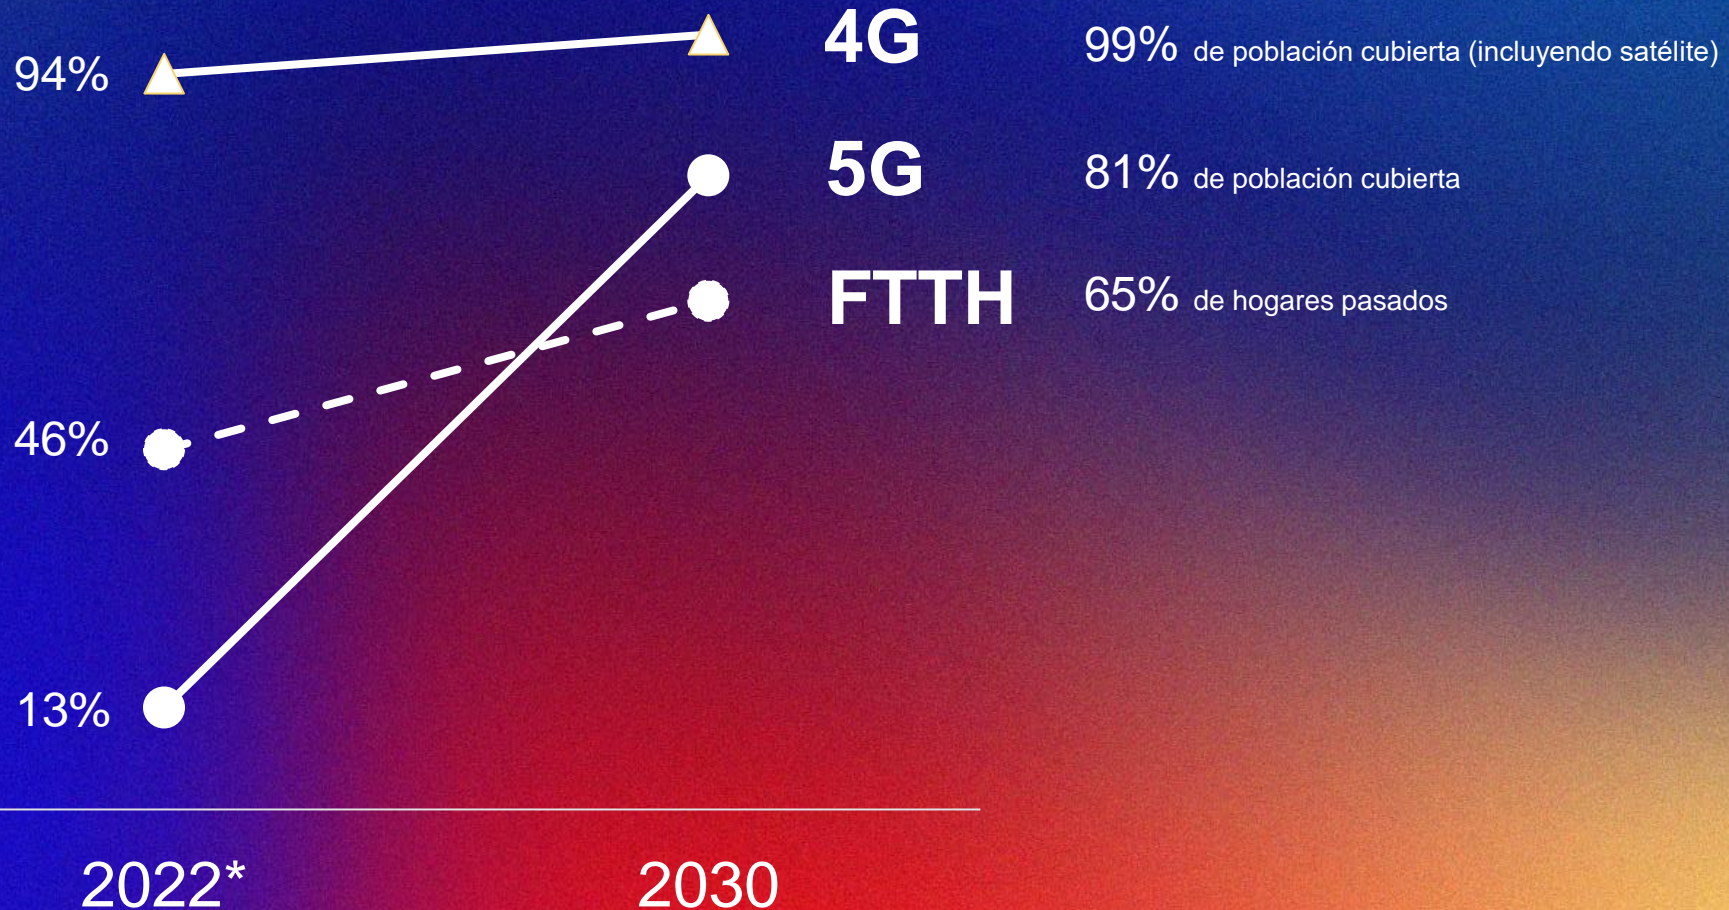 94%
4G 99% de población cubierta (incluyendo satélite)
5G 81% de población cubierta
FTTH 65% de hogares pasados
46%
13%
2022* 2030